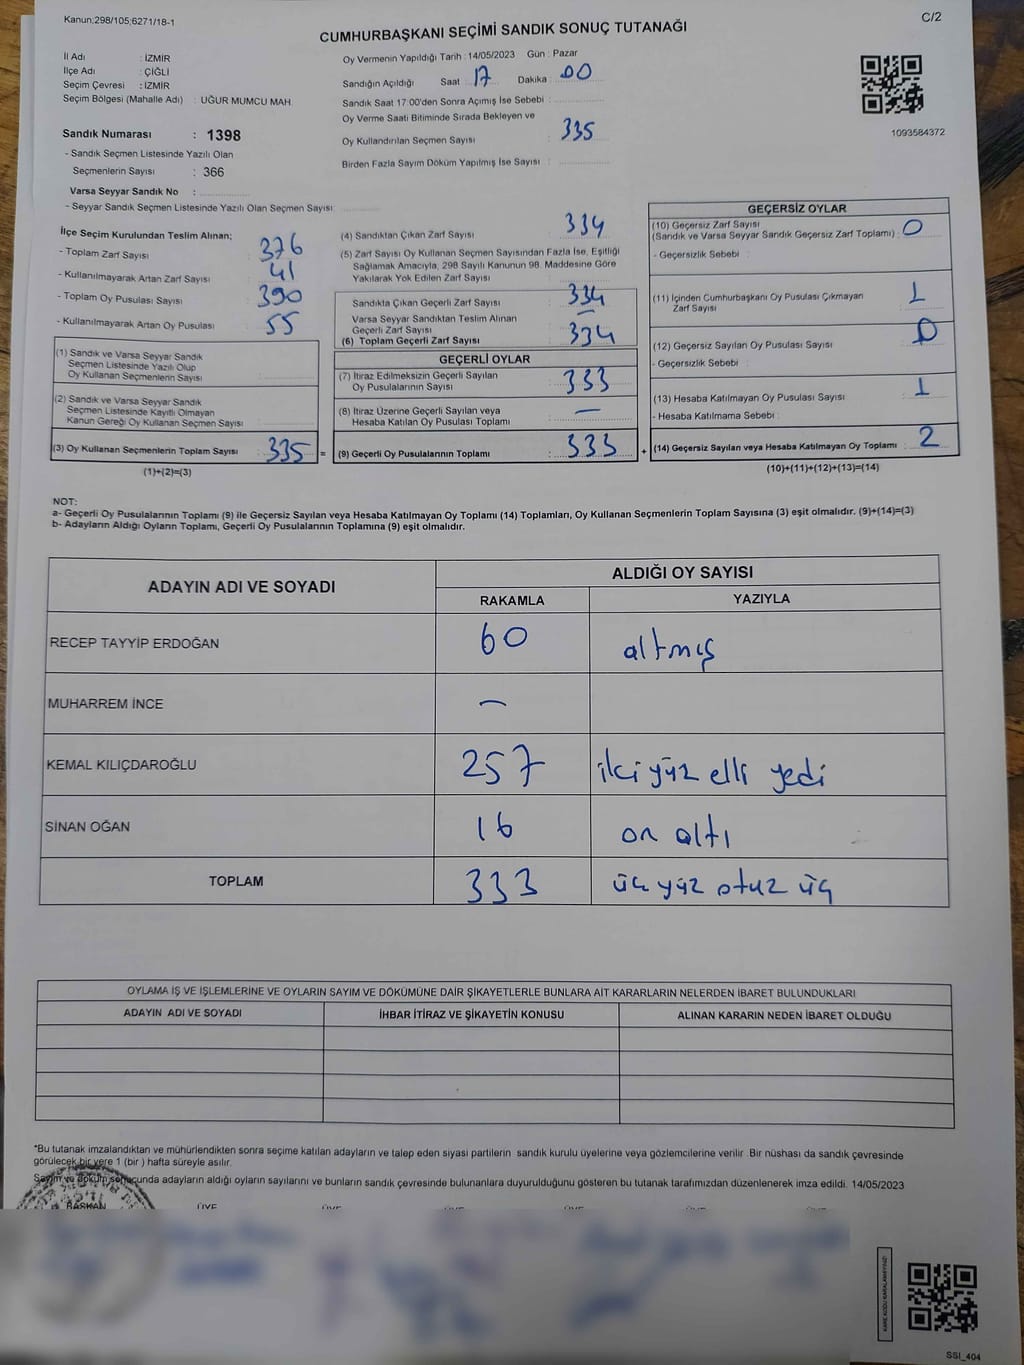 Kanun;298/105;6271/18-1
C/2
CUMHURBAŞKANI SEÇİMİ SANDIK SONUÇ TUTANAĞI
İl Adı : İZMİR
İlçe Adı : ÇİĞLİ
Seçim Çevresi : İZMİR
Seçim Bölgesi (Mahalle Adı) : UĞUR MUMCU MAH.
Sandık Numarası : 1398
- Sandık Seçmen Listesinde Yazılı Olan
Seçmenlerin Sayısı : 366
Varsa Seyyar Sandık No :
- Seyyar Sandık Seçmen Listesinde Yazılı Olan Seçmen Sayısı:
Oy Vermenin Yapıldığı Tarih : 14/05/2023 Gün : Pazar
Sandığın Açıldığı Saat : 17 Dakika : 00
Sandık Saat 17:00'den Sonra Açımış İse Sebebi :
Oy Verme Saati Bitiminde Sırada Bekleyen ve
Oy Kullandırılan Seçmen Sayısı : 335
Birden Fazla Sayım Döküm Yapılmış İse Sayısı :
1093584372
İlçe Seçim Kurulundan Teslim Alınan;
- Toplam Zarf Sayısı : 376
- Kullanılmayarak Artan Zarf Sayısı : 41
- Toplam Oy Pusulası Sayısı : 390
- Kullanılmayarak Artan Oy Pusulası : 55
(1) Sandık ve Varsa Seyyar Sandık
Seçmen Listesinde Yazılı Olup
Oy Kullanan Seçmenlerin Sayısı :
(2) Sandık ve Varsa Seyyar Sandık
Seçmen Listesinde Kayıtlı Olmayan
Kanun Gereği Oy Kullanan Seçmen Sayısı :
(3) Oy Kullanan Seçmenlerin Toplam Sayısı : 335 =
(1)+(2)=(3)
(4) Sandıktan Çıkan Zarf Sayısı : 334
(5) Zarf Sayısı Oy Kullanan Seçmen Sayısından Fazla İse, Eşitliği
Sağlamak Amacıyla, 298 Sayılı Kanunun 98. Maddesine Göre
Yakılarak Yok Edilen Zarf Sayısı :
Sandıkta Çıkan Geçerli Zarf Sayısı : 334
Varsa Seyyar Sandıktan Teslim Alınan
Geçerli Zarf Sayısı : —
(6) Toplam Geçerli Zarf Sayısı : 334
GEÇERLİ OYLAR
(7) İtiraz Edilmeksizin Geçerli Sayılan
Oy Pusulalarının Sayısı : 333
(8) İtiraz Üzerine Geçerli Sayılan veya
Hesaba Katılan Oy Pusulası Toplamı : —
(9) Geçerli Oy Pusulalarının Toplamı : 333 +
GEÇERSİZ OYLAR
(10) Geçersiz Zarf Sayısı
(Sandık ve Varsa Seyyar Sandık Geçersiz Zarf Toplamı) : 0
- Geçersizlik Sebebi :
(11) İçinden Cumhurbaşkanı Oy Pusulası Çıkmayan
Zarf Sayısı : 1
(12) Geçersiz Sayılan Oy Pusulası Sayısı : 0
- Geçersizlik Sebebi :
(13) Hesaba Katılmayan Oy Pusulası Sayısı : 1
- Hesaba Katılmama Sebebi :
(14) Geçersiz Sayılan veya Hesaba Katılmayan Oy Toplamı : 2
(10)+(11)+(12)+(13)=(14)
NOT:
a- Geçerli Oy Pusulalarının Toplamı (9) ile Geçersiz Sayılan veya Hesaba Katılmayan Oy Toplamı (14) Toplamları, Oy Kullanan Seçmenlerin Toplam Sayısına (3) eşit olmalıdır. (9)+(14)=(3)
b- Adayların Aldığı Oyların Toplamı, Geçerli Oy Pusulalarının Toplamına (9) eşit olmalıdır.
ADAYIN ADI VE SOYADI
ALDIĞI OY SAYISI
RAKAMLA YAZIYLA
RECEP TAYYİP ERDOĞAN 60 altmış
MUHARREM İNCE —
KEMAL KILIÇDAROĞLU 257 iki yüz elli yedi
SİNAN OĞAN 16 on altı
TOPLAM 333 üç yüz otuz üç
OYLAMA İŞ VE İŞLEMLERİNE VE OYLARIN SAYIM VE DÖKÜMÜNE DAİR ŞİKAYETLERLE BUNLARA AİT KARARLARIN NELERDEN İBARET BULUNDUKLARI
ADAYIN ADI VE SOYADI İHBAR İTİRAZ VE ŞİKAYETİN KONUSU ALINAN KARARIN NEDEN İBARET OLDUĞU
*Bu tutanak imzalandıktan ve mühürlendikten sonra seçime katılan adayların ve talep eden siyasi partilerin sandık kurulu üyelerine veya gözlemcilerine verilir. Bir nüshası da sandık çevresinde
görülecek bir yere 1 (bir ) hafta süreyle asılır.
Sayım ve döküm sonucunda adayların aldığı oyların sayılarını ve bunların sandık çevresinde bulunanlara duyurulduğunu gösteren bu tutanak tarafımızdan düzenlenerek imza edildi. 14/05/2023
BAŞKAN ÜYE ÜYE ÜYE ÜYE ÜYE ÜYE
KARE KODU KARALAMAYINIZ!
SSI_404